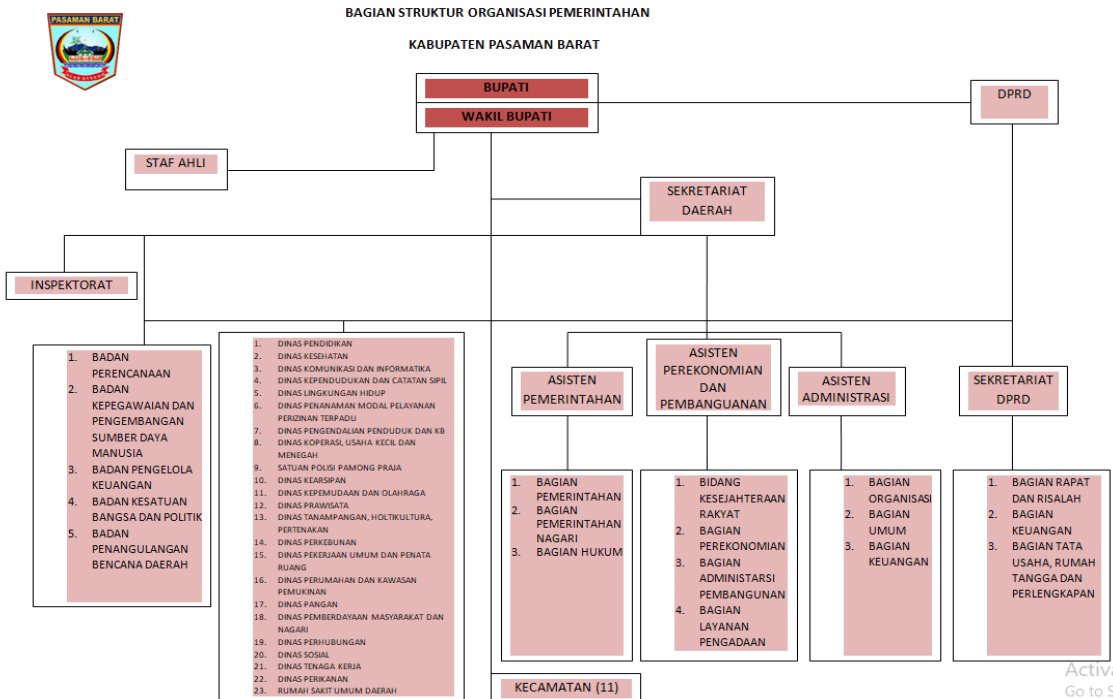 PASAMAN BARAT
BAGIAN STRUKTUR ORGANISASI PEMERINTAHAN
KABUPATEN PASAMAN BARAT
BUPATI
WAKIL BUPATI
DPRD
STAF AHLI
SEKRETARIAT
DAERAH
INSPEKTORAT
1. BADAN
PERENCANAAN
2. BADAN
KEPEGAWAIAN DAN
PENGEMBANGAN
SUMBER DAYA
MANUSIA
3. BADAN PENGELOLA
KEUANGAN
4. BADAN KESATUAN
BANGSA DAN POLITIK
5. BADAN
PENANGULANGAN
BENCANA DAERAH
1. DINAS PENDIDIKAN
2. DINAS KESEHATAN
3. DINAS KOMUNIKASI DAN INFORMATIKA
4. DINAS KEPENDUDUKAN DAN CATATAN SIPIL
5. DINAS LINGKUNGAN HIDUP
6. DINAS PENANAMAN MODAL PELAYANAN
PERIZINAN TERPADU
7. DINAS PENGENDALIAN PENDUDUK DAN KB
8. DINAS KOPERASI, USAHA KECIL DAN
MENEGAH
9. SATUAN POLISI PAMONG PRAJA
10. DINAS KEARSIPAN
11. DINAS KEPEMUDAAN DAN OLAHRAGA
12. DINAS PRAWISATA
13. DINAS TANAMPANGAN, HOLTIKULTURA,
PERTENAKAN
14. DINAS PERKEBUNAN
15. DINAS PEKERJAAN UMUM DAN PENATA
RUANG
16. DINAS PERUMAHAN DAN KAWASAN
PEMUKINAN
17. DINAS PANGAN
18. DINAS PEMBERDAYAAN MASYARAKAT DAN
NAGARI
19. DINAS PERHUBUNGAN
20. DINAS SOSIAL
21. DINAS TENAGA KERJA
22. DINAS PERIKANAN
23. RUMAH SAKIT UMUM DAERAH
ASISTEN
PEMERINTAHAN
ASISTEN
PEREKONOMIAN
DAN
PEMBANGUANAN
ASISTEN
ADMINISTRASI
SEKRETARIAT
DPRD
1. BAGIAN
PEMERINTAHAN
2. BAGIAN
PEMERINTAHAN
NAGARI
3. BAGIAN HUKUM
1. BIDANG
KESEJAHTERAAN
RAKYAT
2. BAGIAN
PEREKONOMIAN
3. BAGIAN
ADMINISTARSI
PEMBANGUNAN
4. BAGIAN
LAYANAN
PENGADAAN
1. BAGIAN
ORGANISASI
2. BAGIAN
UMUM
3. BAGIAN
KEUANGAN
1. BAGIAN RAPAT
DAN RISALAH
2. BAGIAN
KEUANGAN
3. BAGIAN TATA
USAHA, RUMAH
TANGGA DAN
PERLENGKAPAN
KECAMATAN (11)
Activa
Go to S